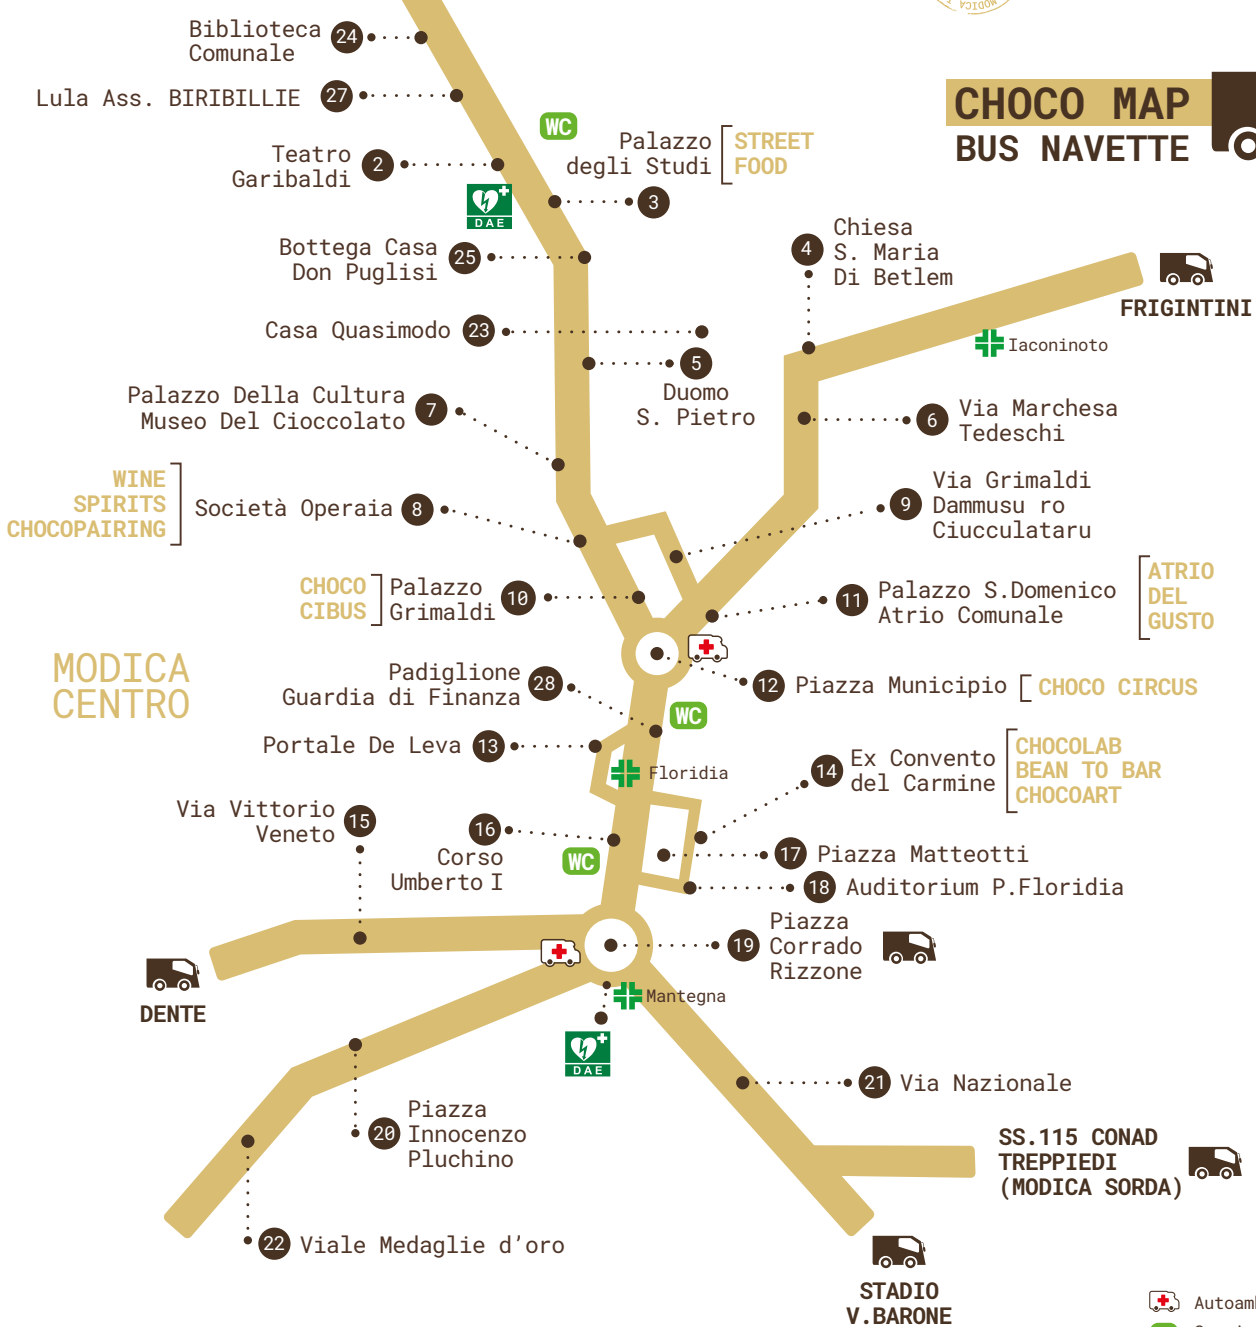 MODICA
Biblioteca
Comunale
24
Lula Ass. BIRIBILLIE
27
CHOCO MAP
BUS NAVETTE
WC
Teatro
Garibaldi
2
Palazzo
degli Studi
STREET
FOOD
3
DAE
Bottega Casa
Don Puglisi
25
4
Chiesa
S. Maria
Di Betlem
FRIGINTINI
Casa Quasimodo
23
Iaconinoto
5
Duomo
S. Pietro
Palazzo Della Cultura
Museo Del Cioccolato
7
6
Via Marchesa
Tedeschi
WINE
SPIRITS
CHOCOPAIRING
Società Operaia
8
9
Via Grimaldi
Dammusu ro
Ciucculataru
CHOCO
CIBUS
Palazzo
Grimaldi
10
11
Palazzo S.Domenico
Atrio Comunale
ATRIO
DEL
GUSTO
MODICA
CENTRO
Padiglione
Guardia di Finanza
28
12
Piazza Municipio
CHOCO CIRCUS
WC
Portale De Leva
13
Floridia
14
Ex Convento
del Carmine
CHOCOLAB
BEAN TO BAR
CHOCOART
Via Vittorio
Veneto
15
16
Corso
Umberto I
WC
17
Piazza Matteotti
18
Auditorium P.Floridia
19
Piazza
Corrado
Rizzone
DENTE
Mantegna
DAE
21
Via Nazionale
20
Piazza
Innocenzo
Pluchino
SS.115 CONAD
TREPPIEDI
(MODICA SORDA)
22
Viale Medaglie d'oro
STADIO
V.BARONE